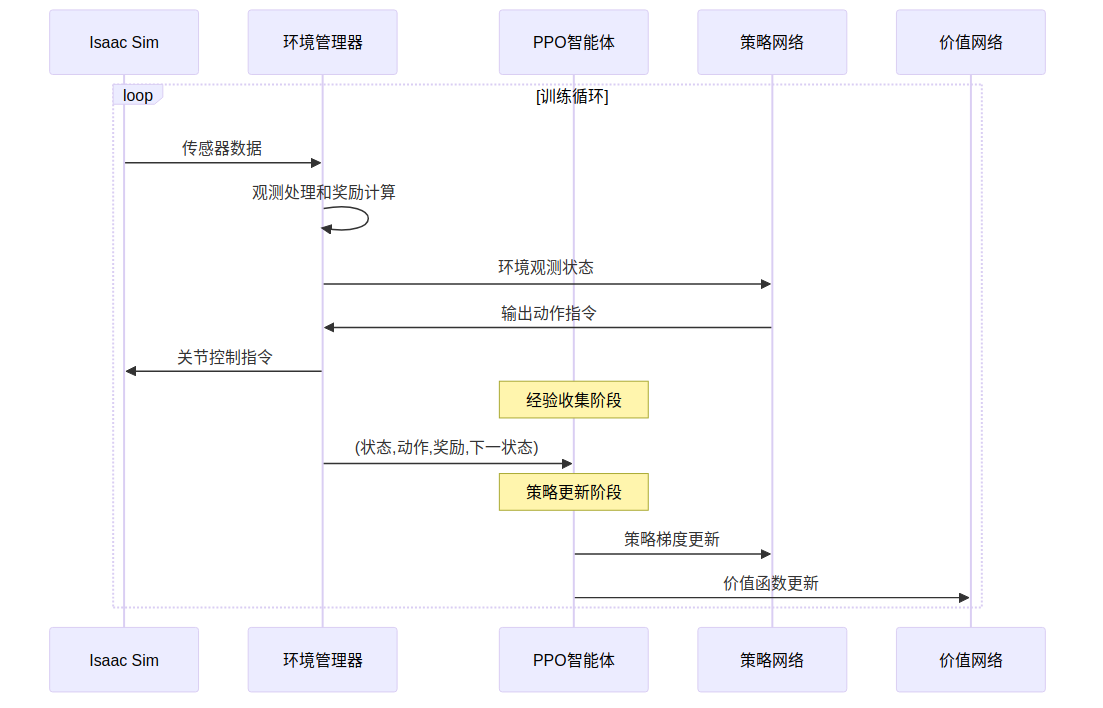 Isaac Sim
环境管理器
PPO智能体
策略网络
价值网络
loop
[训练循环]
传感器数据
观测处理和奖励计算
环境观测状态
输出动作指令
关节控制指令
经验收集阶段
(状态,动作,奖励,下一状态)
策略更新阶段
策略梯度更新
价值函数更新
Isaac Sim
环境管理器
PPO智能体
策略网络
价值网络